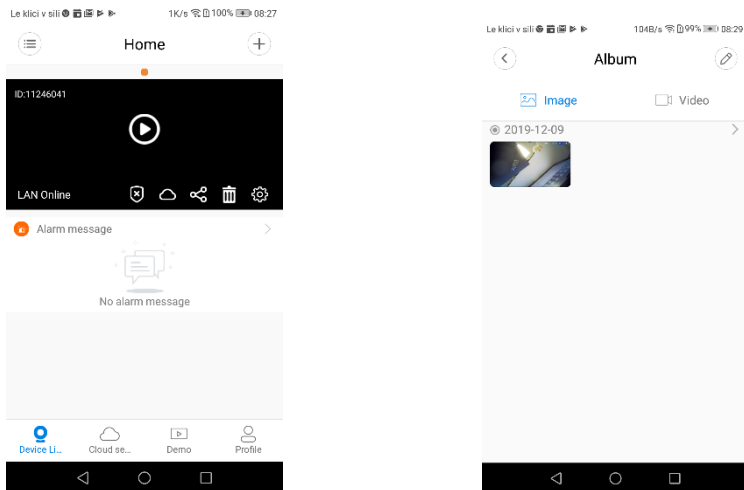 Le klici v sili 1K/s 100% 08:27
Home
ID:11246041
LAN Online
Alarm message
No alarm message
Device Li...
Cloud se...
Demo
Profile
Le klici v sili 104B/s 99% 08:29
Album
Image
Video
2019-12-09